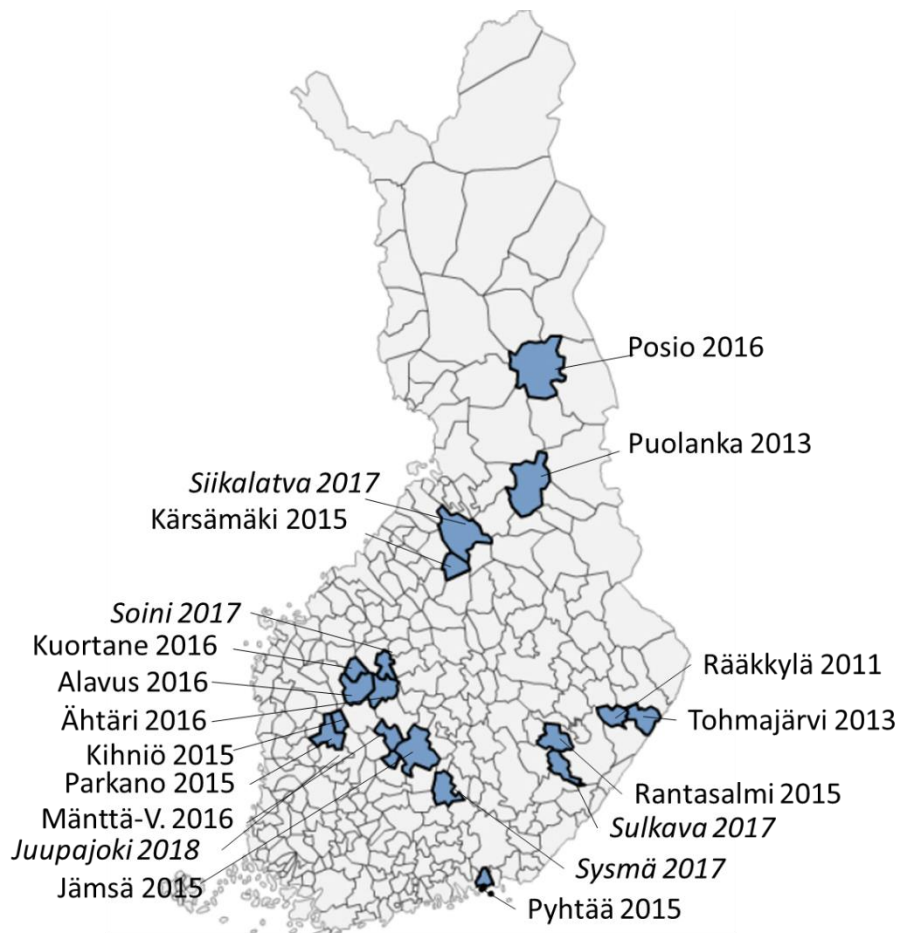 Posio 2016
Puolanka 2013
Siikalatva 2017
Kärsämäki 2015
Soini 2017
Kuortane 2016
Alavus 2016
Ähtäri 2016
Kihniö 2015
Parkano 2015
Mänttä-V. 2016
Juupajoki 2018
Jämsä 2015
Rääkkylä 2011
Tohmajärvi 2013
Rantasalmi 2015
Sulkava 2017
Sysmä 2017
Pyhtää 2015